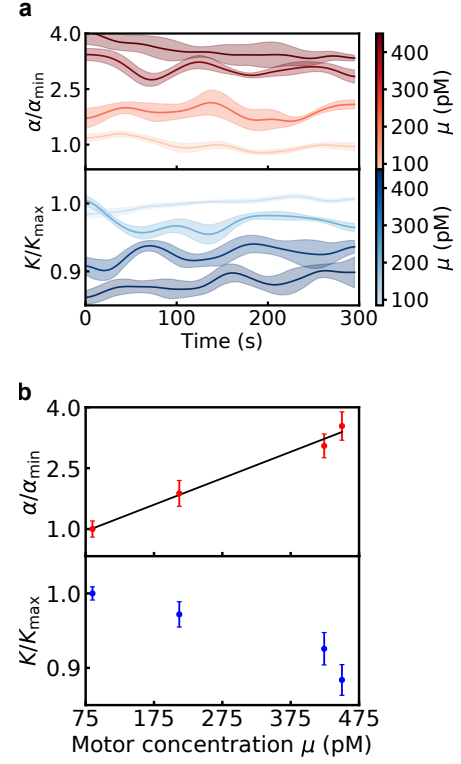 a
4.0
2.5
1.0
α/α_min
400
300
200
100
μ (pM)
1.0
0.9
K/K_max
400
300
200
100
μ (pM)
0 100 200 300
Time (s)
b
4.0
2.5
1.0
α/α_min
1.0
0.9
K/K_max
75 175 275 375 475
Motor concentration μ (pM)